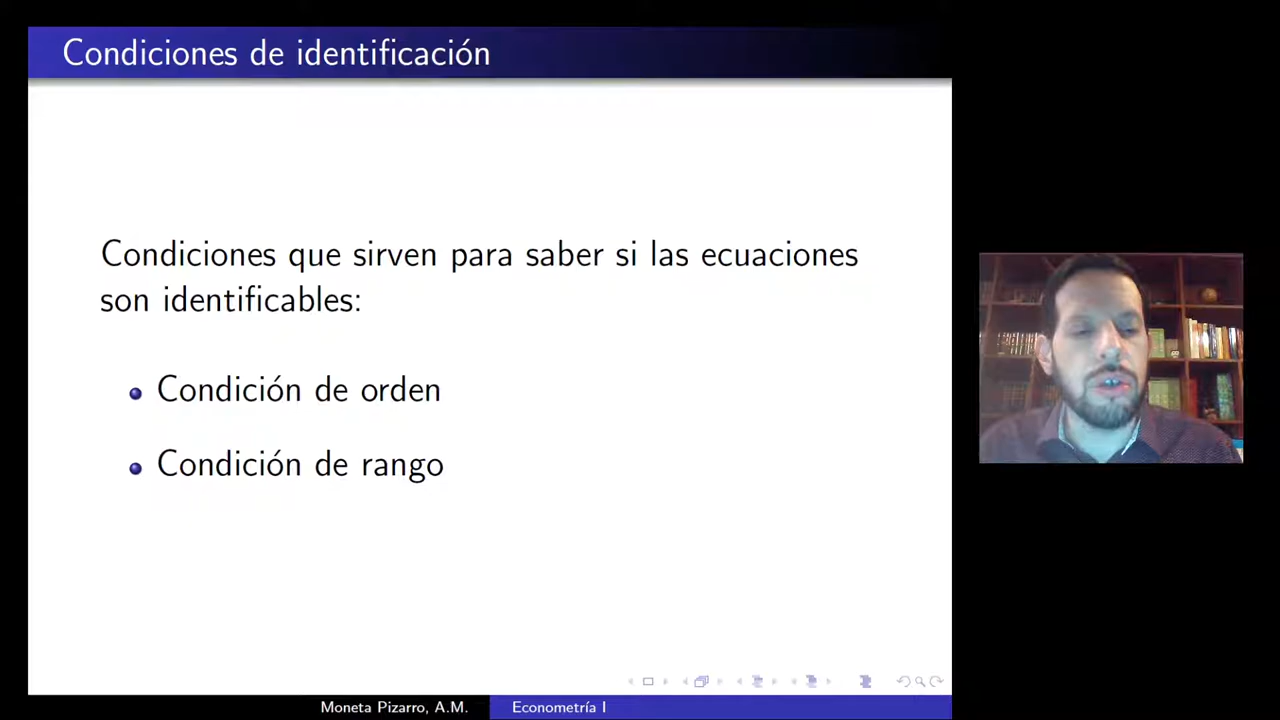 Condiciones de identificación
Condiciones que sirven para saber si las ecuaciones
son identificables:
Condición de orden
Condición de rango
Moneta Pizarro, A.M.
Econometría I